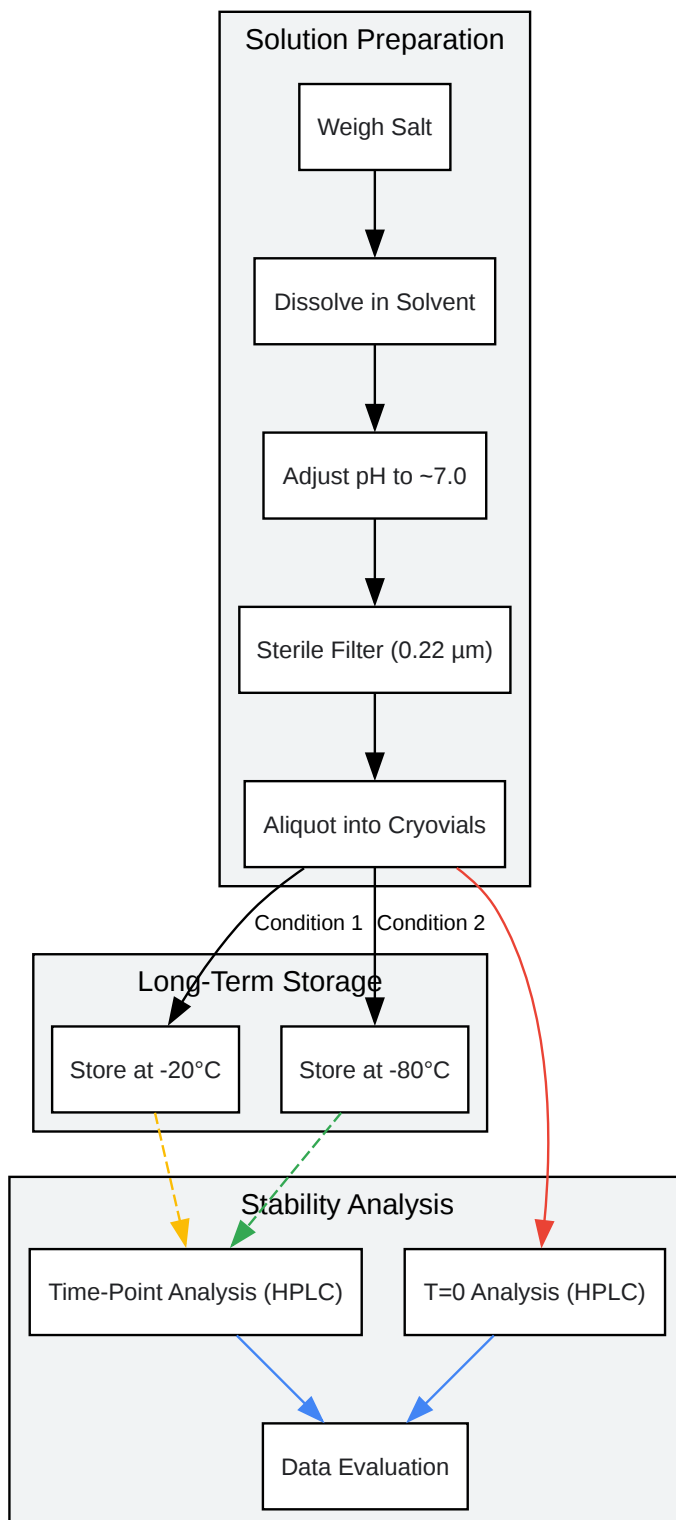 Solution Preparation
Weigh Salt
Dissolve in Solvent
Adjust pH to ~7.0
Sterile Filter (0.22 µm)
Aliquot into Cryovials
Condition 1
Condition 2
Long-Term Storage
Store at -20°C
Store at -80°C
Stability Analysis
Time-Point Analysis (HPLC)
T=0 Analysis (HPLC)
Data Evaluation